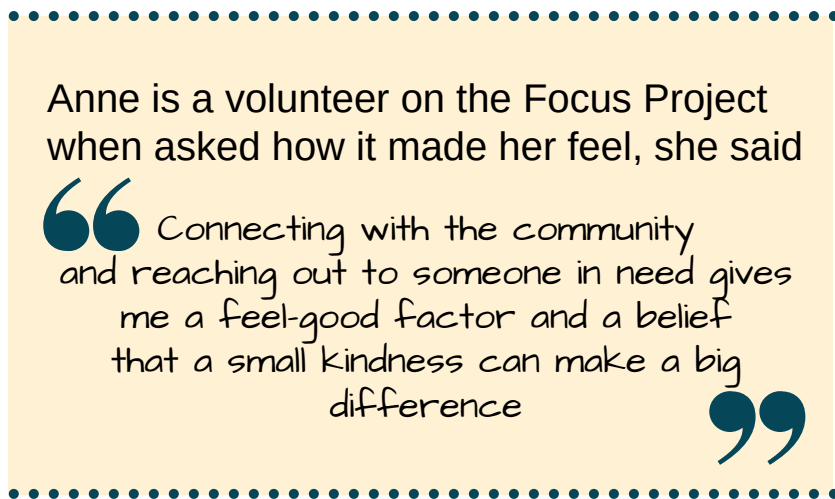 Anne is a volunteer on the Focus Project
when asked how it made her feel, she said
“ Connecting with the community
and reaching out to someone in need gives
me a feel-good factor and a belief
that a small kindness can make a big
difference ”